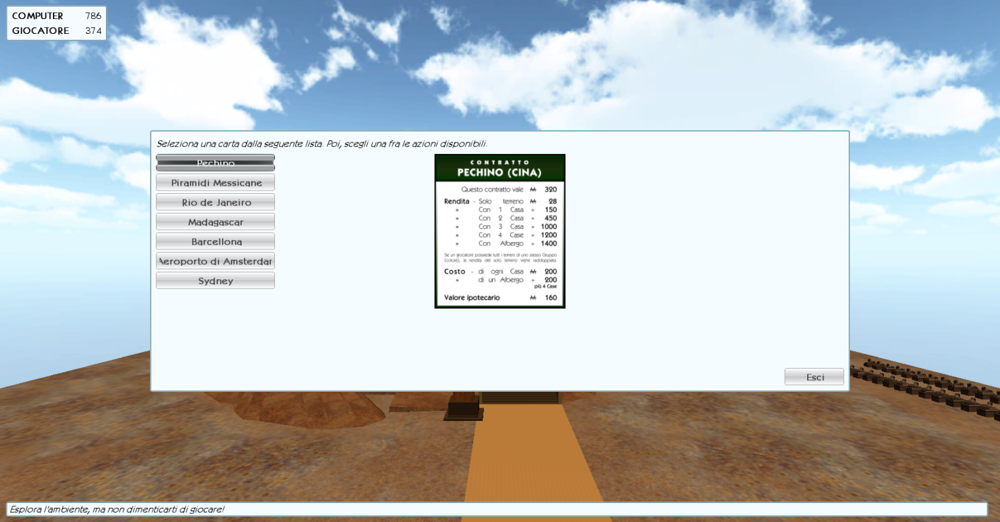 COMPUTER 786
GIOCATORE 374
Seleziona una carta dalla seguente lista. Poi, scegli una fra le azioni disponibili.
Pechino
Piramidi Messicane
Rio de Janeiro
Madagascar
Barcellona
Aeroporto di Amsterdar
Sydney
CONTRATTO
PECHINO (CINA)
Questo contratto vale ₩ 320
Rendita - Solo terreno ₩ 28
» Con 1 Casa » 150
» Con 2 Casa » 450
» Con 3 Casa » 1000
» Con 4 Case » 1200
» Con Albergo » 1400
Se un giocatore possiede tutti i terreni di uno stesso Gruppo
(colore), la rendita del solo terreno viene raddoppiata.
Costo - di ogni Casa ₩ 200
» di un Albergo » 200
più 4 Case
Valore ipotecario ₩ 160
Esci
Esplora l'ambiente, ma non dimenticarti di giocare!